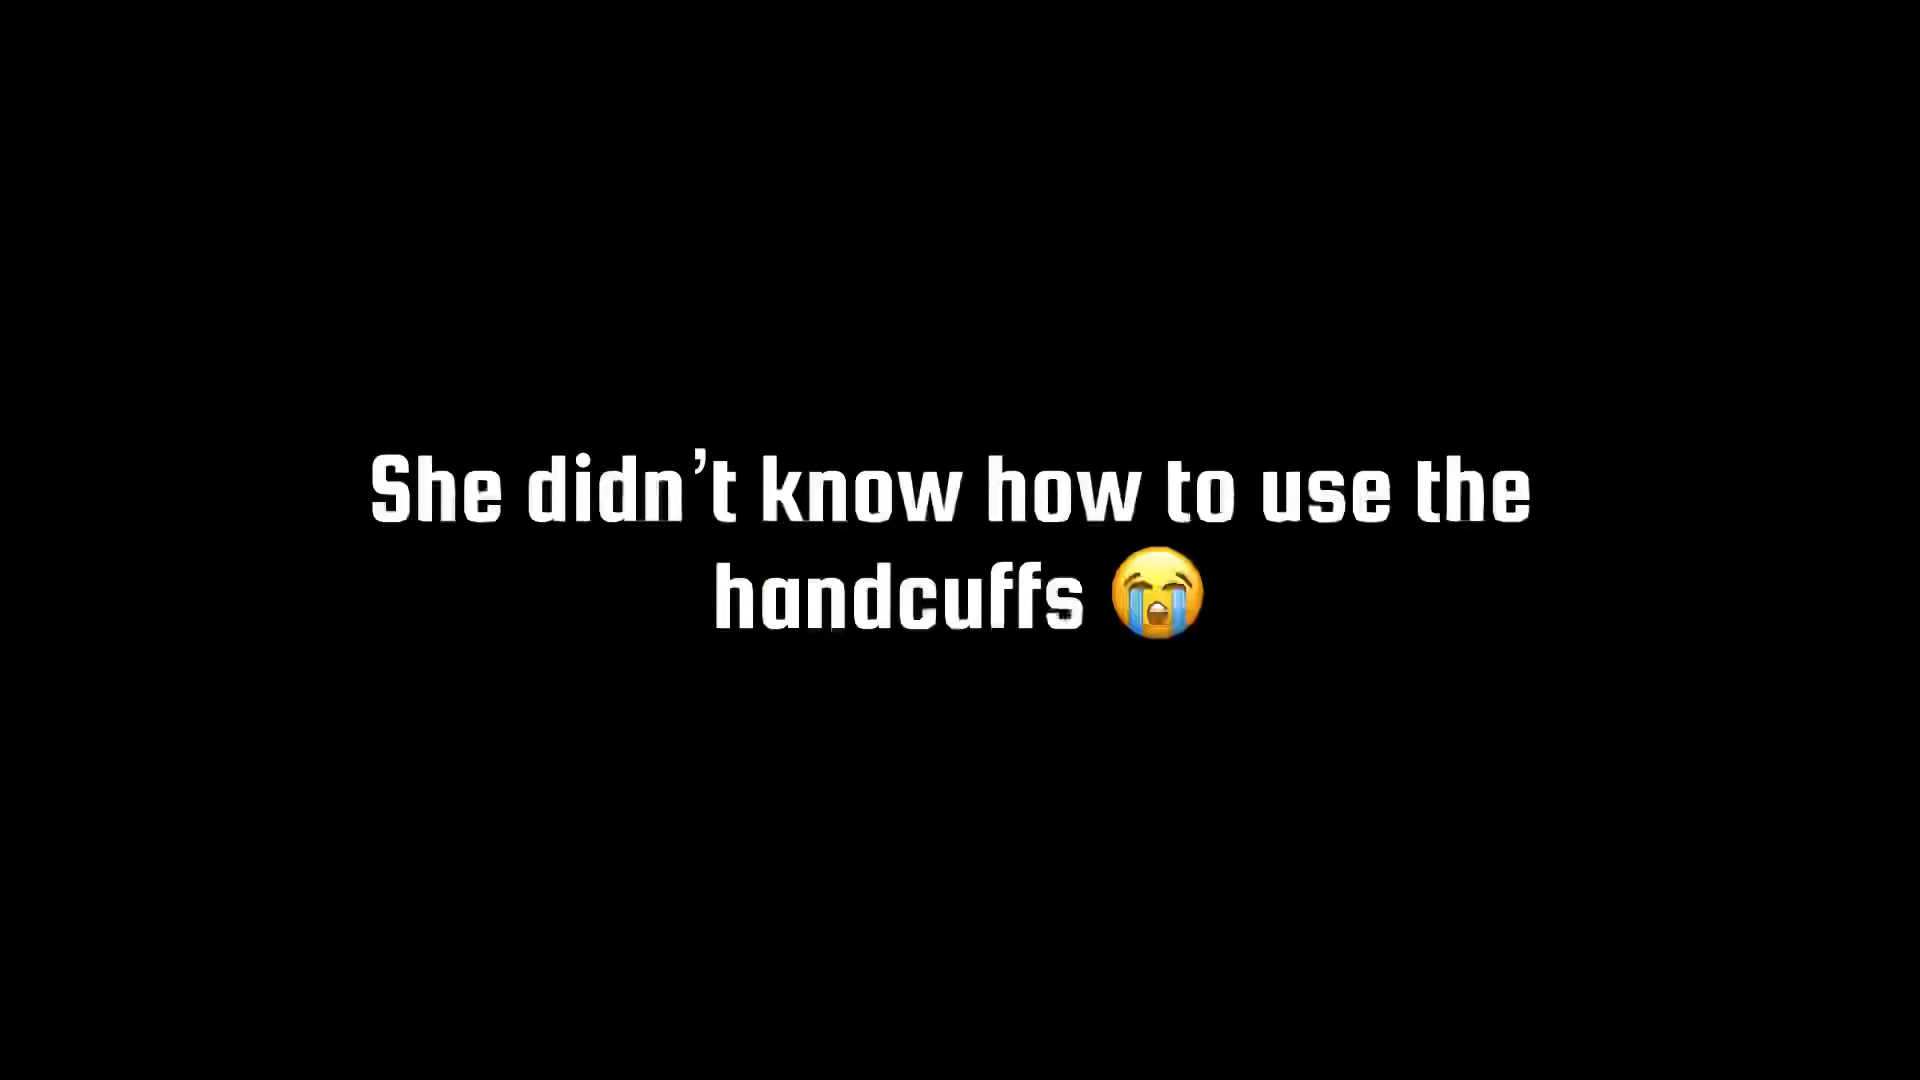 She didn’t know how to use the
handcuffs 😭